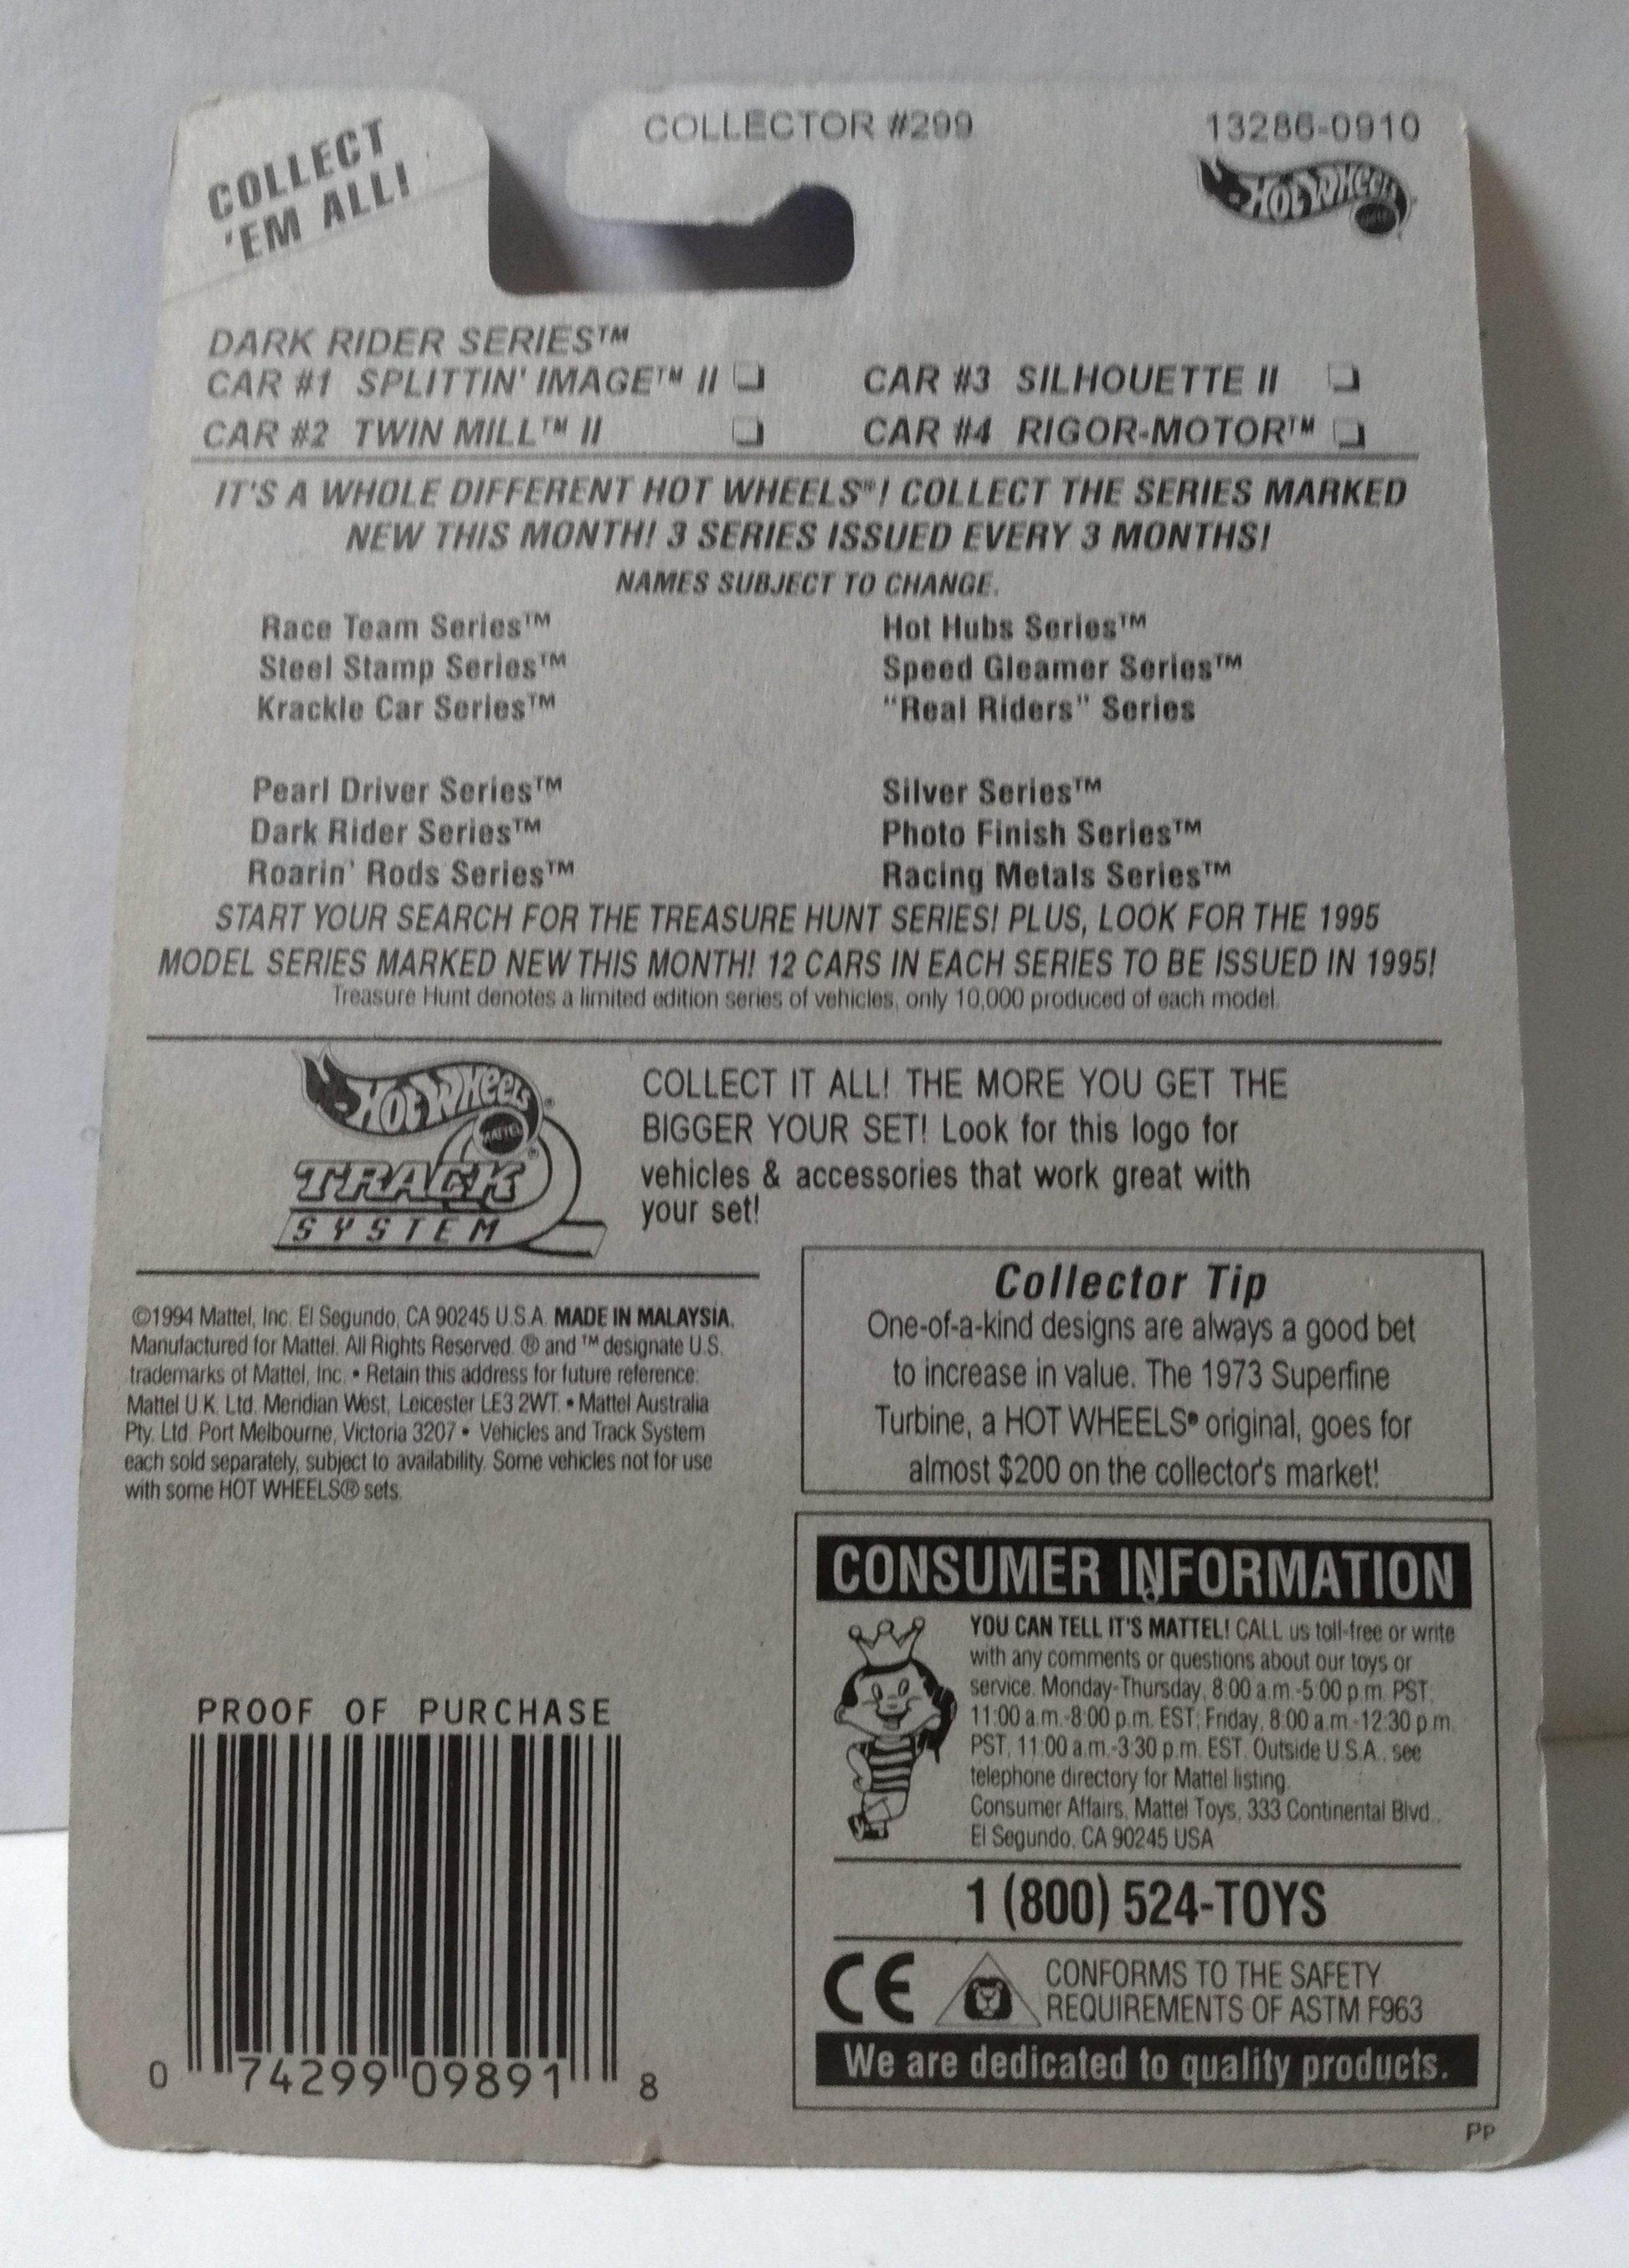 COLLECT
'EM ALL!
COLLECTOR #299
13286-0910
HOT WHEELS
DARK RIDER SERIES™
CAR #1 SPLITTIN' IMAGE™ II ❏ CAR #3 SILHOUETTE II ❏
CAR #2 TWIN MILL™ II ❏ CAR #4 RIGOR-MOTOR™ ❏
IT'S A WHOLE DIFFERENT HOT WHEELS®! COLLECT THE SERIES MARKED
NEW THIS MONTH! 3 SERIES ISSUED EVERY 3 MONTHS!
NAMES SUBJECT TO CHANGE.
Race Team Series™ Hot Hubs Series™
Steel Stamp Series™ Speed Gleamer Series™
Krackle Car Series™ "Real Riders" Series
Pearl Driver Series™ Silver Series™
Dark Rider Series™ Photo Finish Series™
Roarin' Rods Series™ Racing Metals Series™
START YOUR SEARCH FOR THE TREASURE HUNT SERIES! PLUS, LOOK FOR THE 1995
MODEL SERIES MARKED NEW THIS MONTH! 12 CARS IN EACH SERIES TO BE ISSUED IN 1995!
Treasure Hunt denotes a limited edition series of vehicles, only 10,000 produced of each model.
HOT WHEELS®
MATTEL®
TRACK
SYSTEM
COLLECT IT ALL! THE MORE YOU GET THE
BIGGER YOUR SET! Look for this logo for
vehicles & accessories that work great with
your set!
©1994 Mattel, Inc. El Segundo, CA 90245 U.S.A. MADE IN MALAYSIA.
Manufactured for Mattel. All Rights Reserved. ® and ™ designate U.S.
trademarks of Mattel, Inc. • Retain this address for future reference:
Mattel U.K. Ltd. Meridian West, Leicester LE3 2WT. • Mattel Australia
Pty. Ltd. Port Melbourne, Victoria 3207 • Vehicles and Track System
each sold separately, subject to availability. Some vehicles not for use
with some HOT WHEELS® sets.
Collector Tip
One-of-a-kind designs are always a good bet
to increase in value. The 1973 Superfine
Turbine, a HOT WHEELS® original, goes for
almost $200 on the collector's market!
CONSUMER INFORMATION
YOU CAN TELL IT'S MATTEL! CALL us toll-free or write
with any comments or questions about our toys or
service. Monday-Thursday, 8:00 a.m.-5:00 p.m. PST,
11:00 a.m.-8:00 p.m. EST; Friday, 8:00 a.m.-12:30 p.m.
PST, 11:00 a.m.-3:30 p.m. EST. Outside U.S.A., see
telephone directory for Mattel listing.
Consumer Affairs, Mattel Toys, 333 Continental Blvd.,
El Segundo, CA 90245 USA
1 (800) 524-TOYS
CE
CONFORMS TO THE SAFETY
REQUIREMENTS OF ASTM F963
We are dedicated to quality products.
PROOF OF PURCHASE
0 74299 09891 8
PP